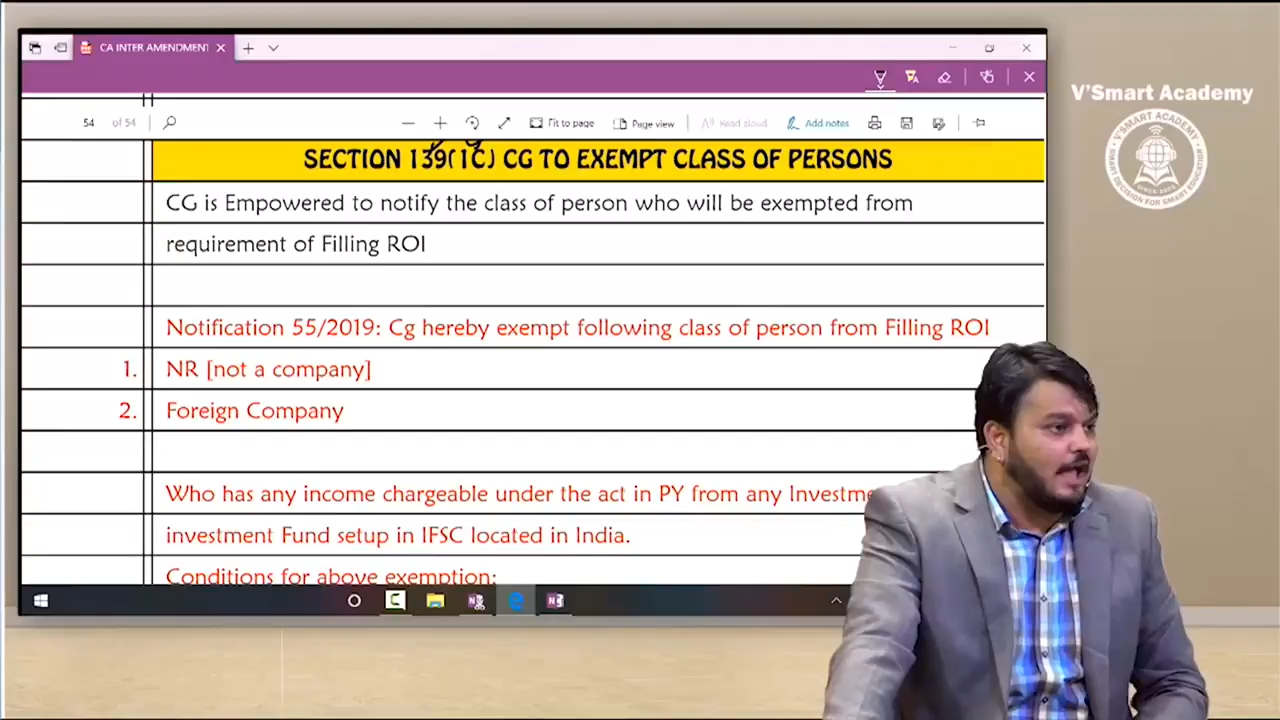 CA INTER AMENDMENT
V'Smart Academy
54 of 54
Fit to page
Page view
Read aloud
Add notes
V'SMART ACADEMY
SECTION 139(1C) CG TO EXEMPT CLASS OF PERSONS
CG is Empowered to notify the class of person who will be exempted from
requirement of Filling ROI
Notification 55/2019: Cg hereby exempt following class of person from Filling ROI
1. NR [not a company]
2. Foreign Company
Who has any income chargeable under the act in PY from any
investment Fund setup in IFSC located in India.
Conditions for above exemption: